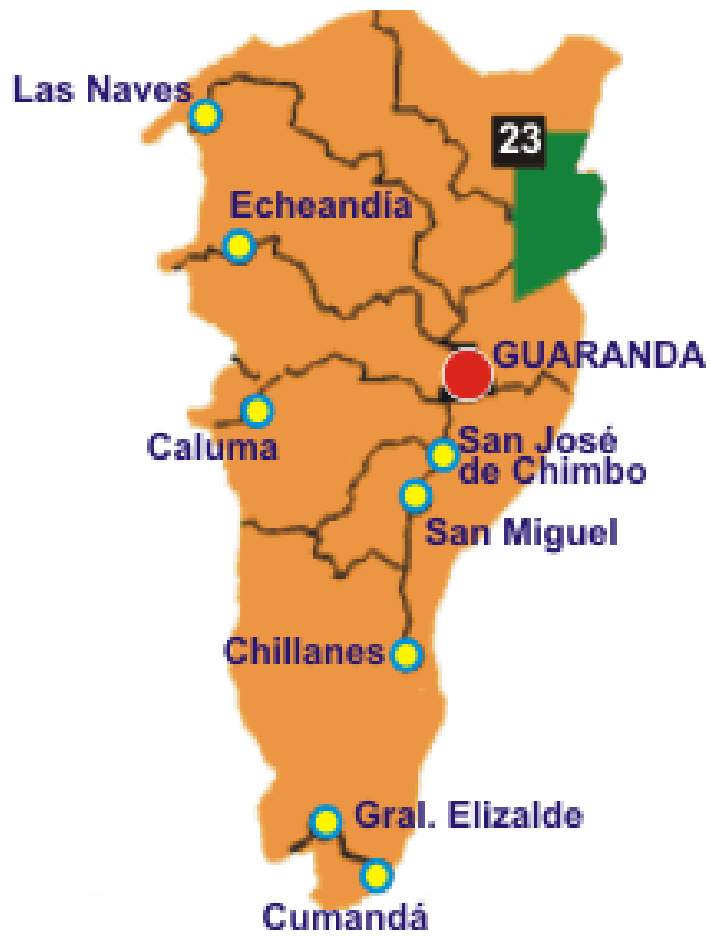 Las Naves
23
Echeandía
GUARANDA
Caluma
San José
de Chimbo
San Miguel
Chillanes
Gral. Elizalde
Cumandá